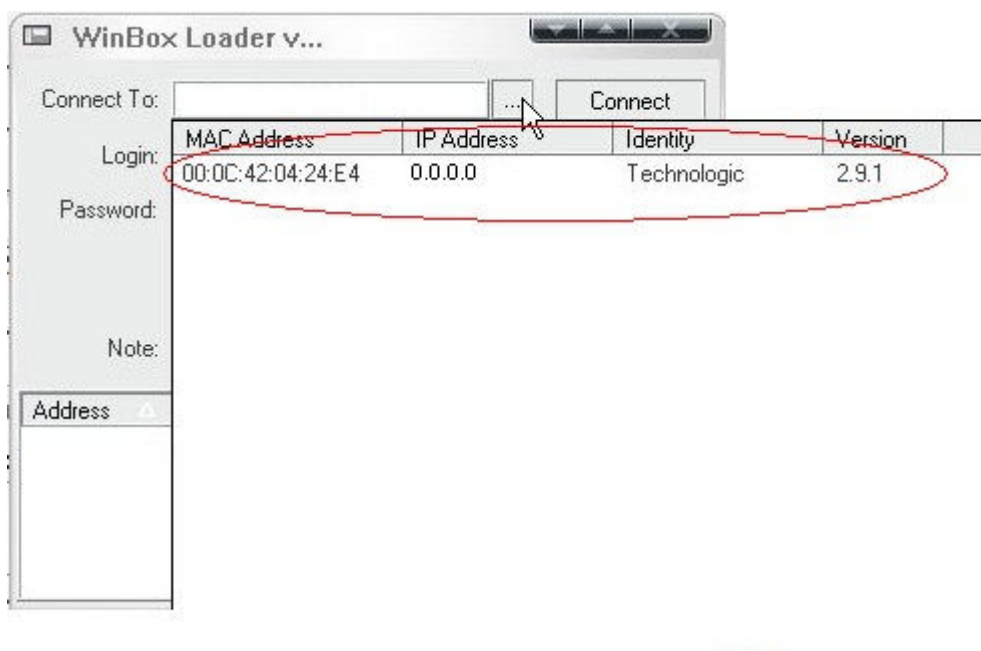 WinBox Loader v...
Connect To:
...
Connect
MAC Address IP Address Identity Version
Login:
00:0C:42:04:24:E4 0.0.0.0 Technologic 2.9.1
Password:
Note:
Address